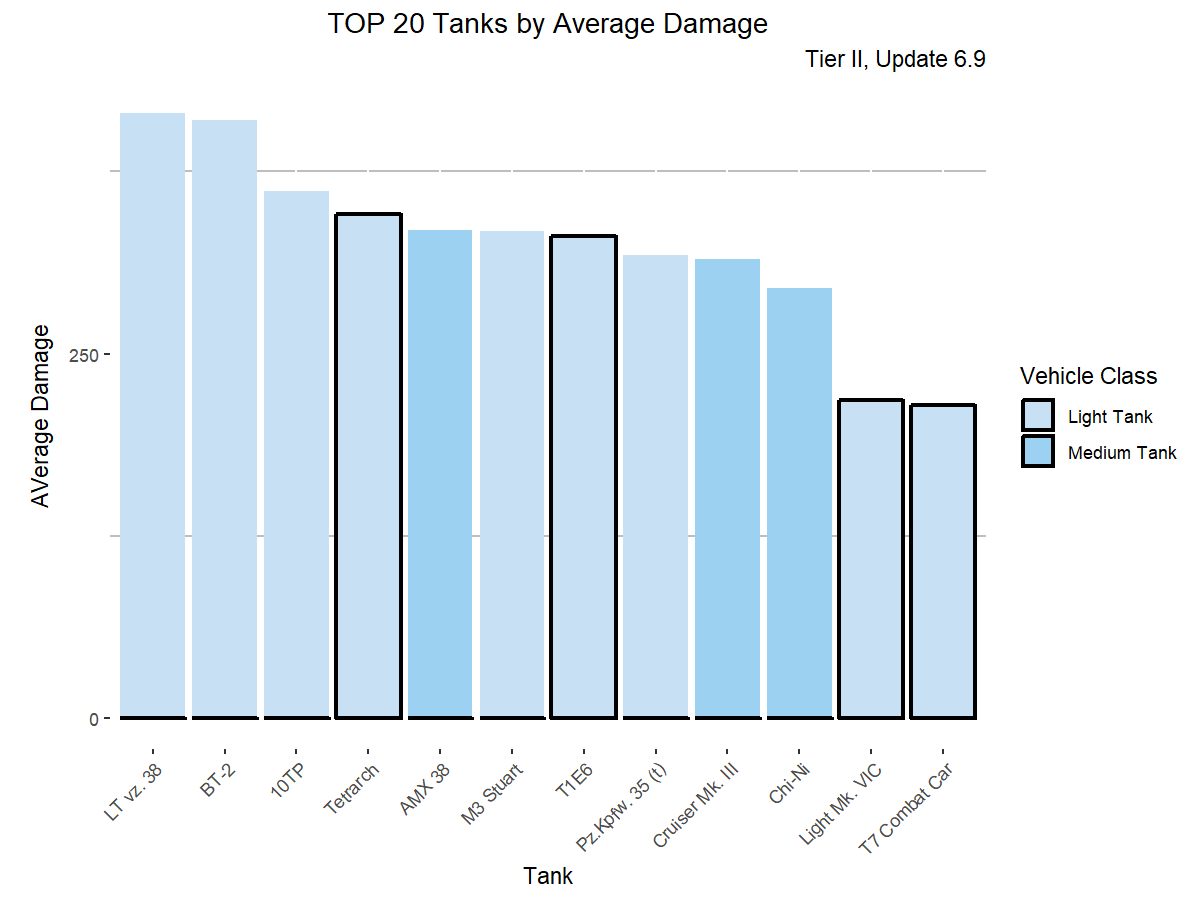 TOP 20 Tanks by Average Damage
Tier II, Update 6.9
AVerage Damage
250
0
LT vz. 38
BT-2
10TP
Tetrarch
AMX 38
M3 Stuart
T1E6
Pz.Kpfw. 35 (t)
Cruiser Mk. III
Chi-Ni
Light Mk. VIC
T7 Combat Car
Tank
Vehicle Class
Light Tank
Medium Tank